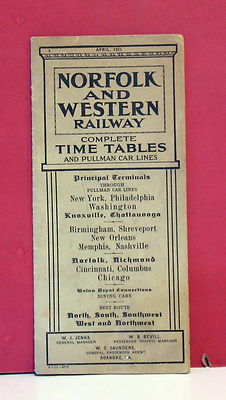 APRIL, 1921
NORFOLK
AND
WESTERN
RAILWAY
COMPLETE
TIME TABLES
AND PULLMAN CAR LINES
Principal Terminals
THROUGH
PULLMAN CAR LINES
New York, Philadelphia
Washington
Knoxville, Chattanooga
Birmingham, Shreveport
New Orleans
Memphis, Nashville
Norfolk, Richmond
Cincinnati, Columbus
Chicago
Union Depot Connections
DINING CARS
BEST ROUTE
North, South, Southwest
West and Northwest
W. J. JENKS,
GENERAL MANAGER
W. B. BEVILL,
PASSENGER TRAFFIC MANAGER
W. C. SAUNDERS,
GENERAL PASSENGER AGENT
ROANOKE, VA.